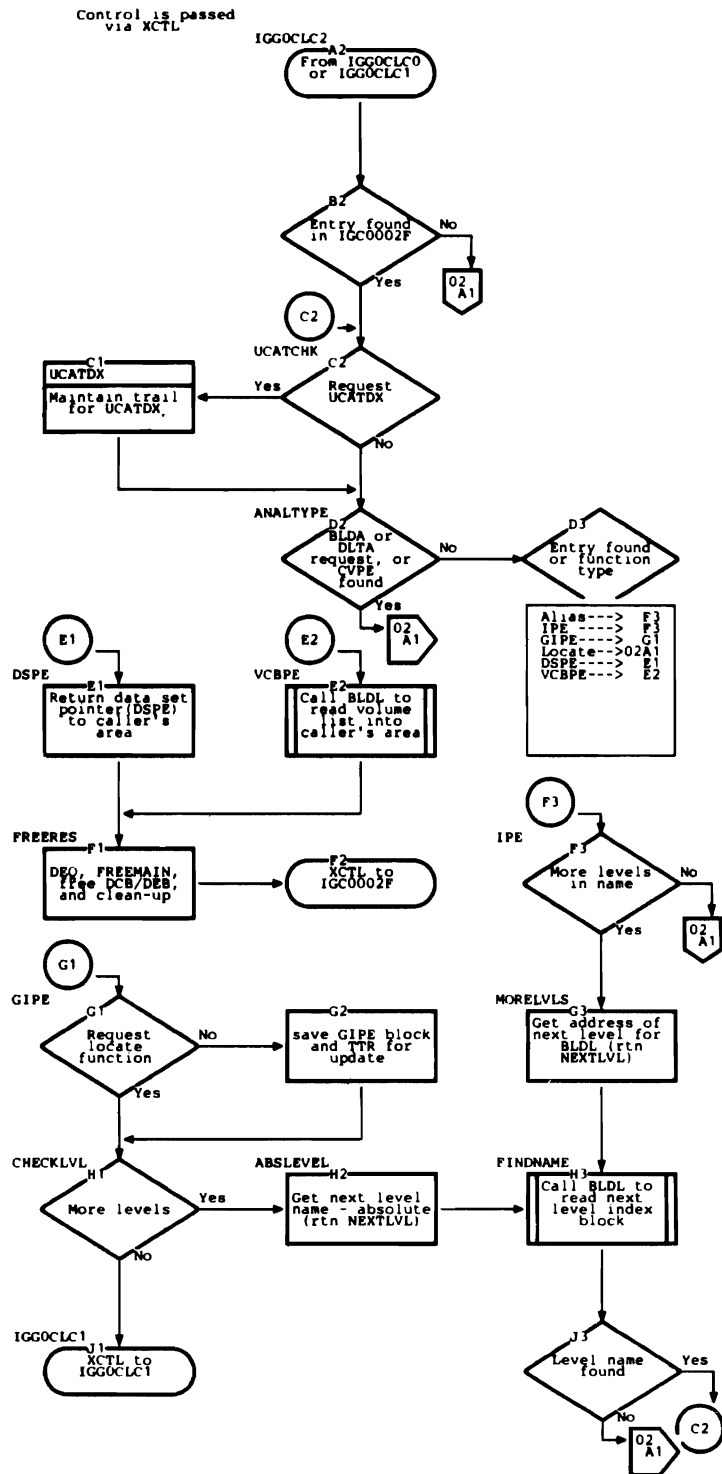 Control is passed
via XCTL
IGG0CLC2
A2
From IGG0CLC0
or IGG0CLC1
B2
Entry found
in IGC0002F
No
02
A1
Yes
C2
UCATCHK
C2
Request
UCATDX
Yes
No
C1
UCATDX
Maintain trail
for UCATDX,
ANALTYPE
D2
BLDA or
DLTA
request, or
CVPE
found
No
Yes
02
A1
D3
Entry found
or function
type
Alias---> F3
IPE ----> F3
GIPE----> G1
Locate-->02A1
DSPE----> E1
VCBPE---> E2
E1
DSPE
E1
Return data set
pointer(DSPE)
to caller's
area
E2
VCBPE
E2
Call BLDL to
read volume
list into
caller's area
FREERES
F1
DEQ, FREEMAIN,
free DCB/DEB,
and clean-up
F2
XCTL to
IGC0002F
F3
IPE
F3
More levels
in name
No
02
A1
Yes
G1
GIPE
G1
Request
locate
function
No
Yes
G2
save GIPE block
and TTR for
update
MORELVLS
G3
Get address of
next level for
BLDL (rtn
NEXTLVL)
CHECKLVL
H1
More levels
Yes
No
ABSLEVEL
H2
Get next level
name - absolute
(rtn NEXTLVL)
FINDNAME
H3
Call BLDL to
read next
level index
block
IGG0CLC1
J1
XCTL to
IGG0CLC1
J3
Level name
found
Yes
C2
No
02
A1